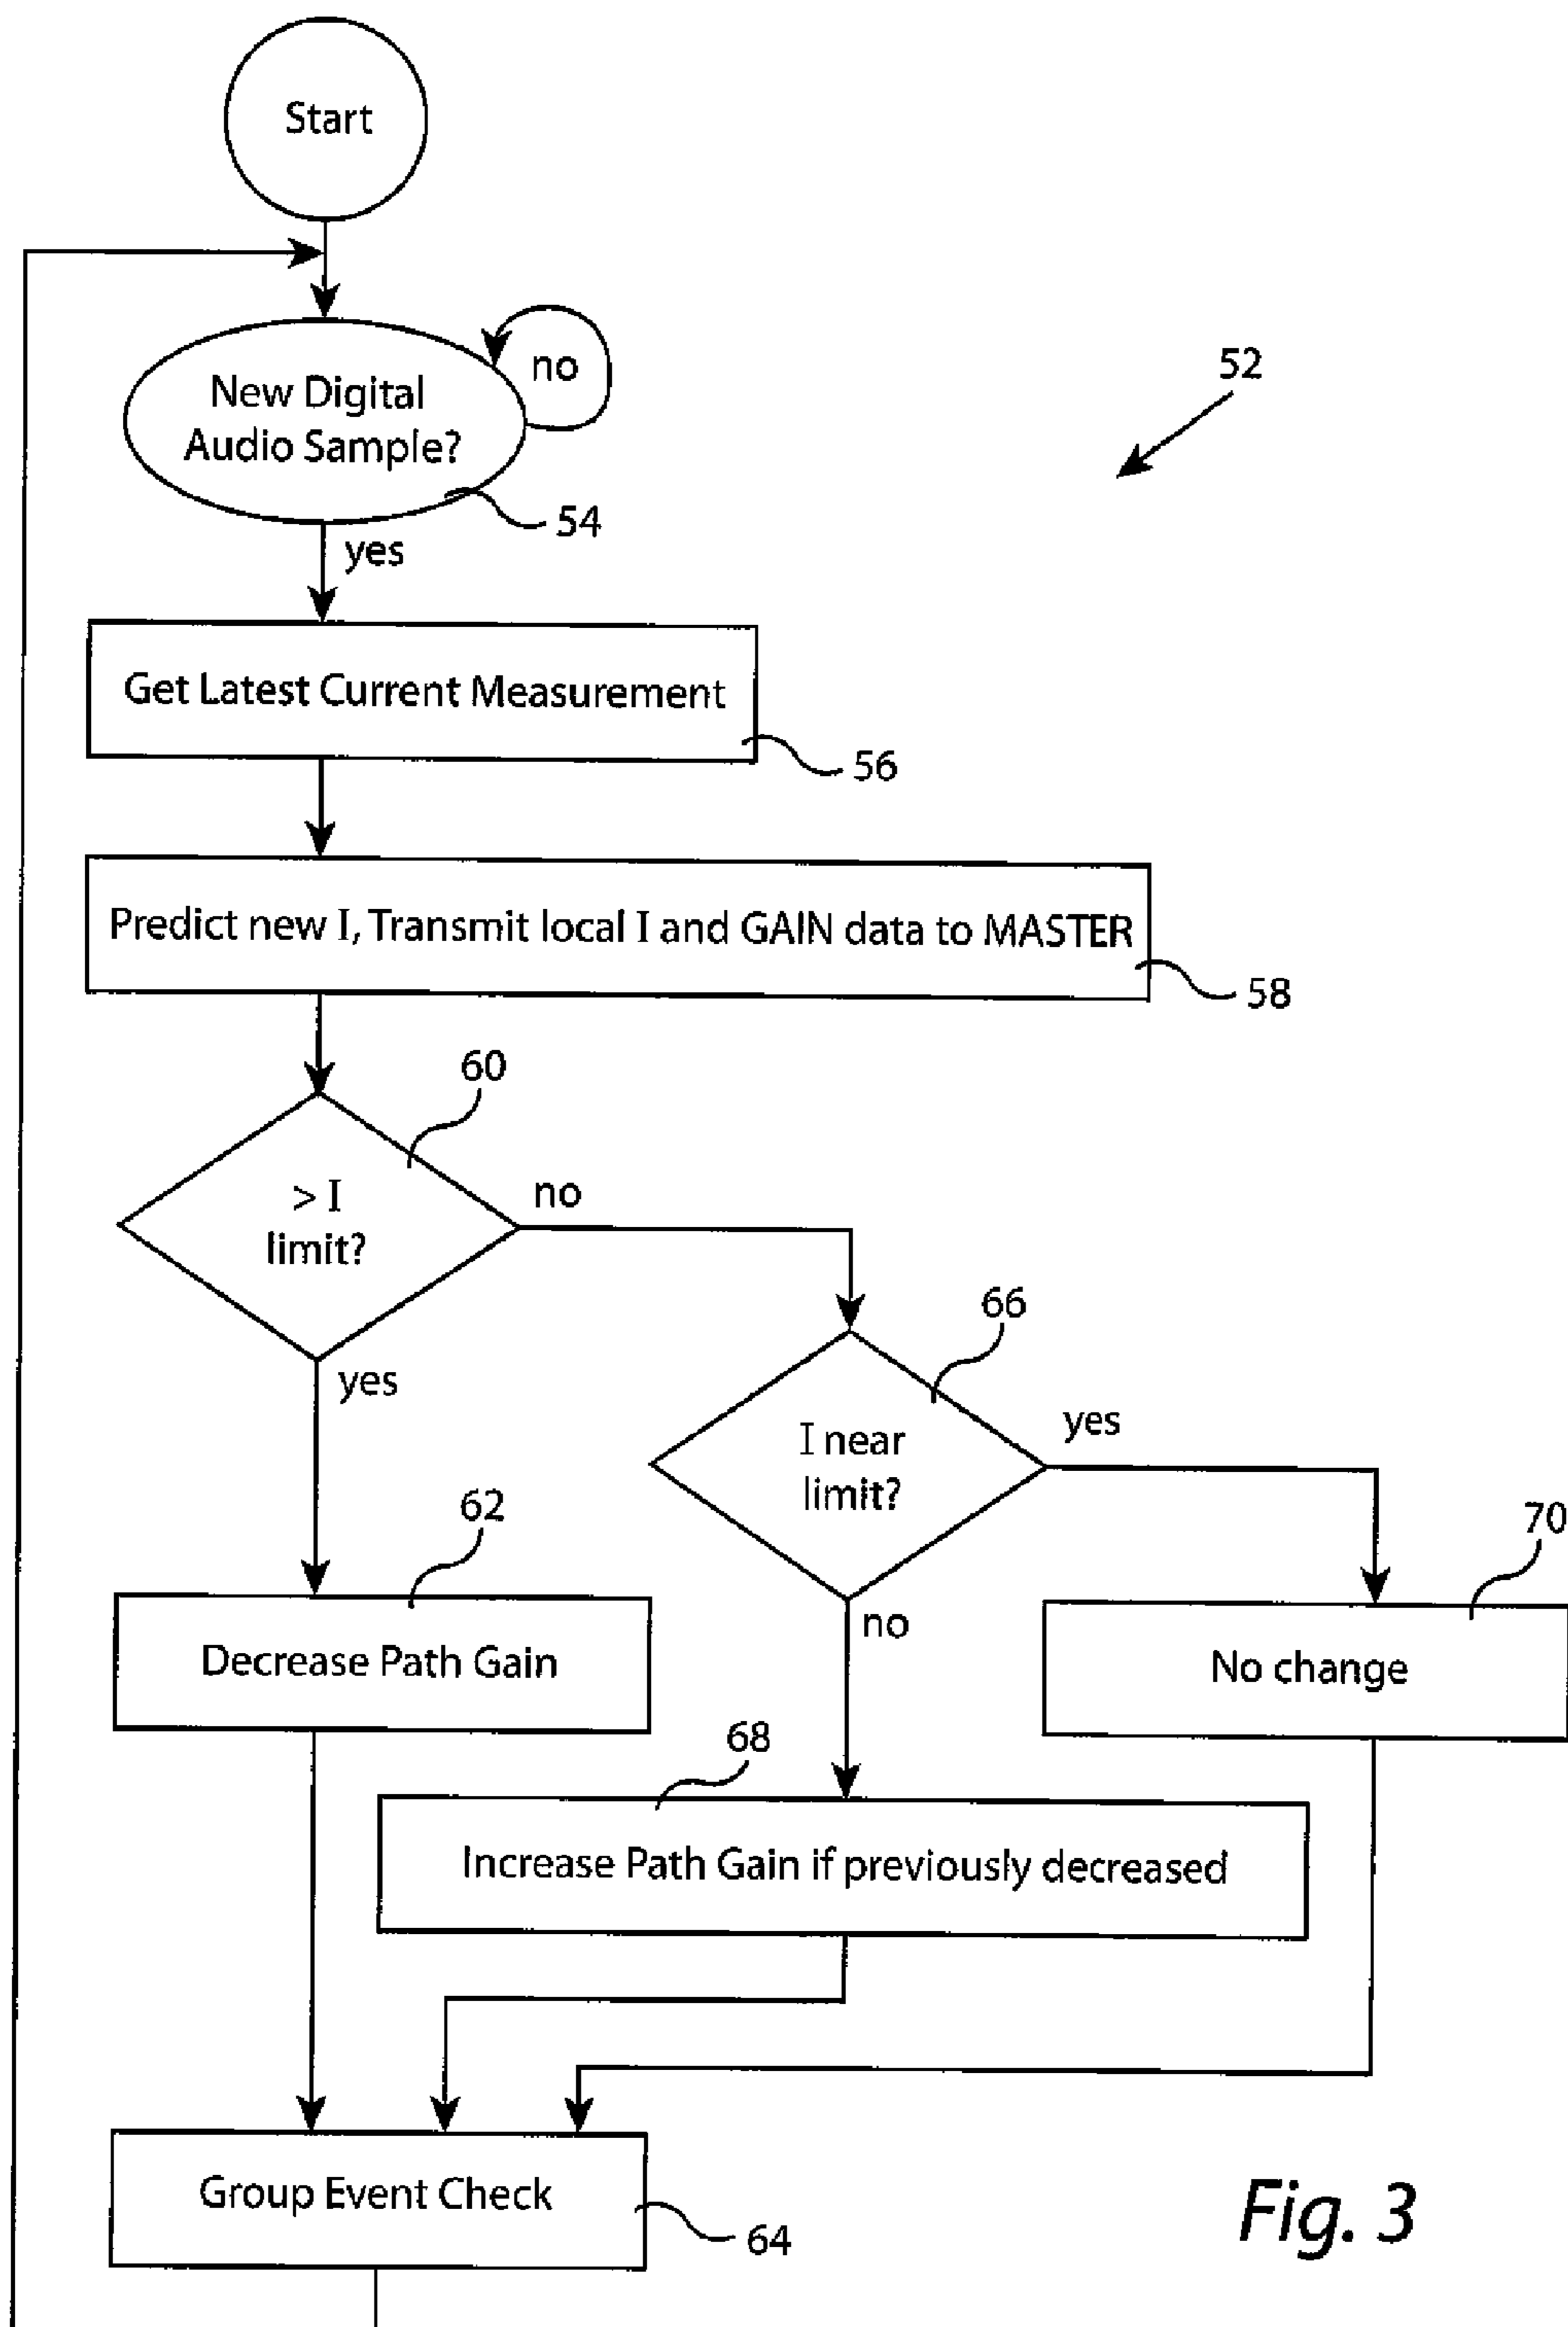 Start
no
52
New Digital
Audio Sample?
54
yes
Get Latest Current Measurement
56
Predict new I, Transmit local I and GAIN data to MASTER
58
60
> I
limit?
no
66
yes
I near
limit?
yes
62
70
no
Decrease Path Gain
No change
68
Increase Path Gain if previously decreased
Group Event Check
64
Fig. 3